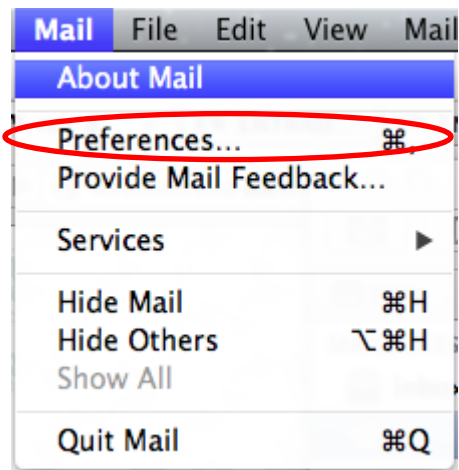 Mail File Edit View Mail
About Mail
Preferences... ⌘,
Provide Mail Feedback...
Services ▶
Hide Mail ⌘H
Hide Others ⌥⌘H
Show All
Quit Mail ⌘Q